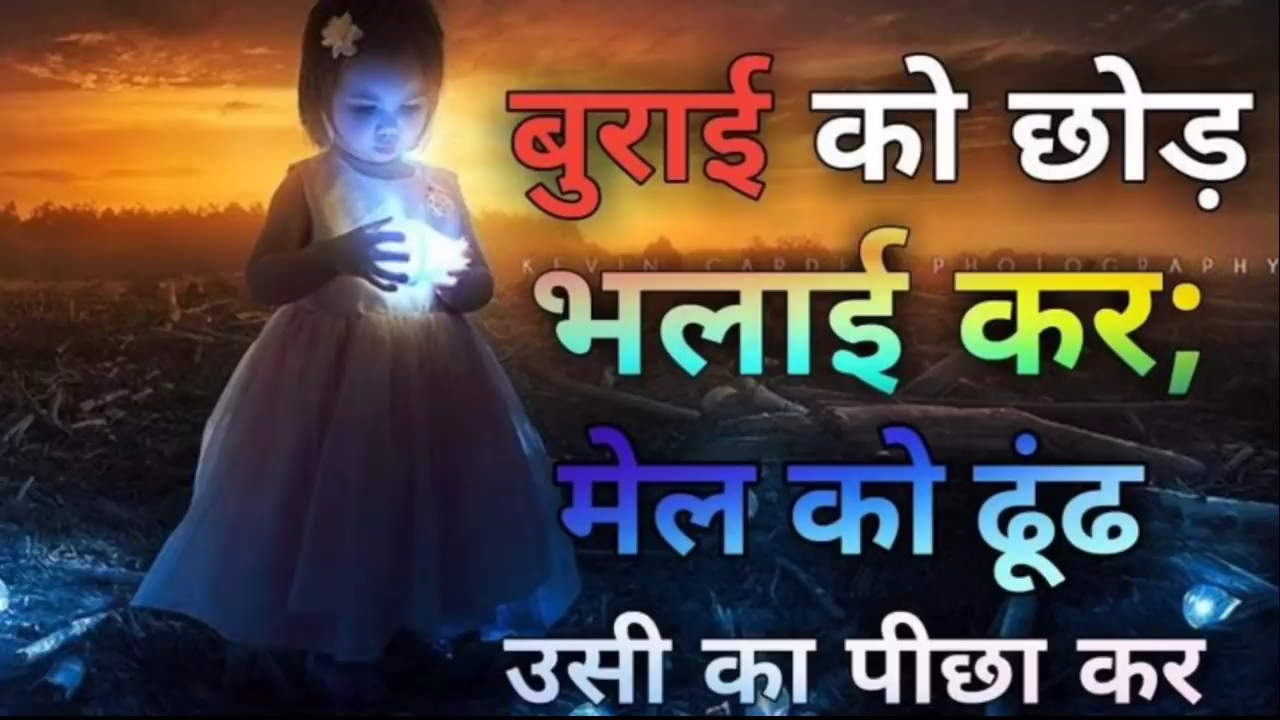 बुराई को छोड़
भलाई कर;
KEVIN CARDEN PHOTOGRAPHY
मेल को ढूंढ
उसी का पीछा कर